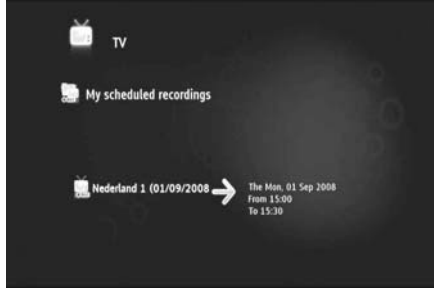 TV
My scheduled recordings
Nederland 1 (01/09/2008
The Mon, 01 Sep 2008
From 15:00
To 15:30